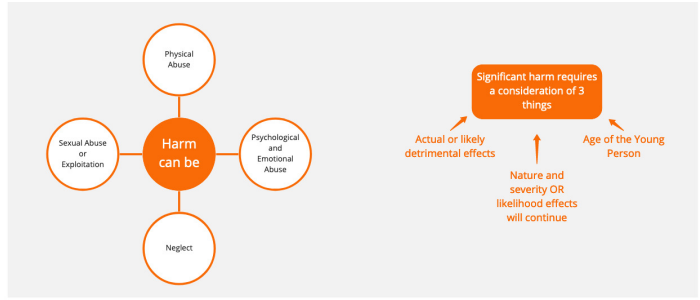 Physical
Abuse
Sexual Abuse
or
Exploitation
Harm
can be
Psychological
and
Emotional
Abuse
Neglect
Significant harm requires
a consideration of 3
things
Actual or likely
detrimental effects
Nature and
severity OR
likelihood effects
will continue
Age of the Young
Person